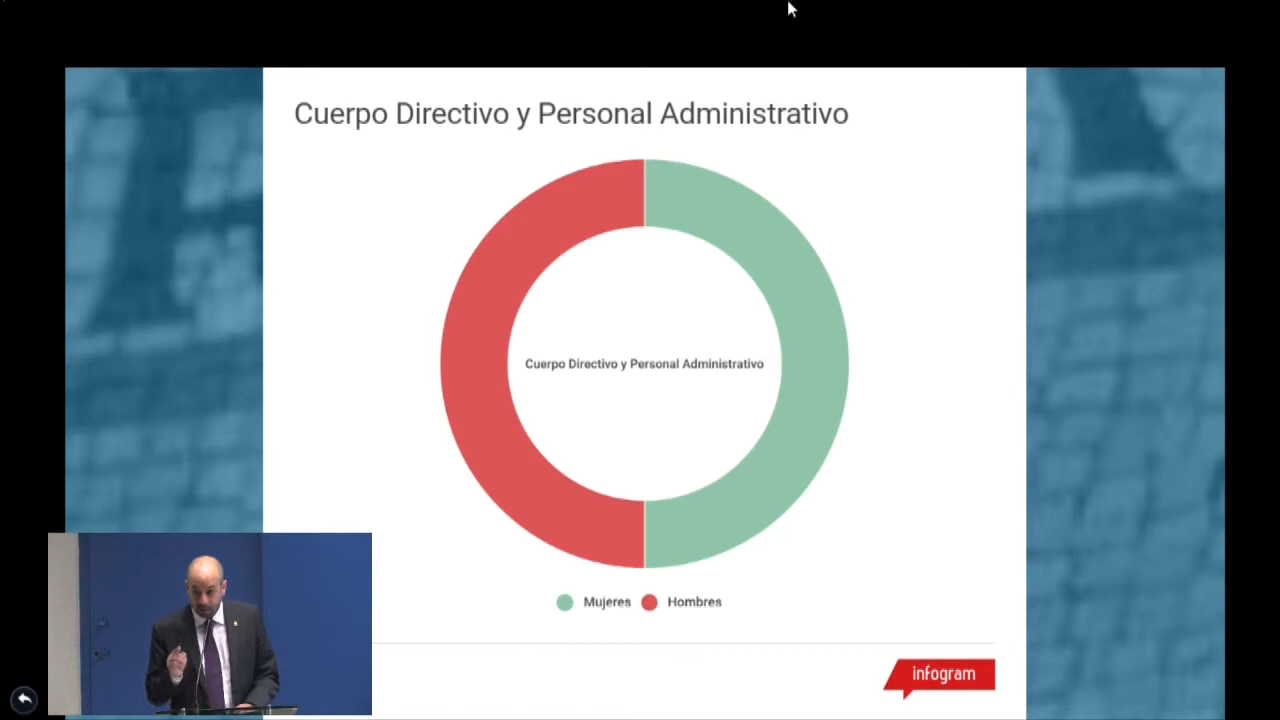 Cuerpo Directivo y Personal Administrativo
Cuerpo Directivo y Personal Administrativo
Mujeres Hombres
infogram